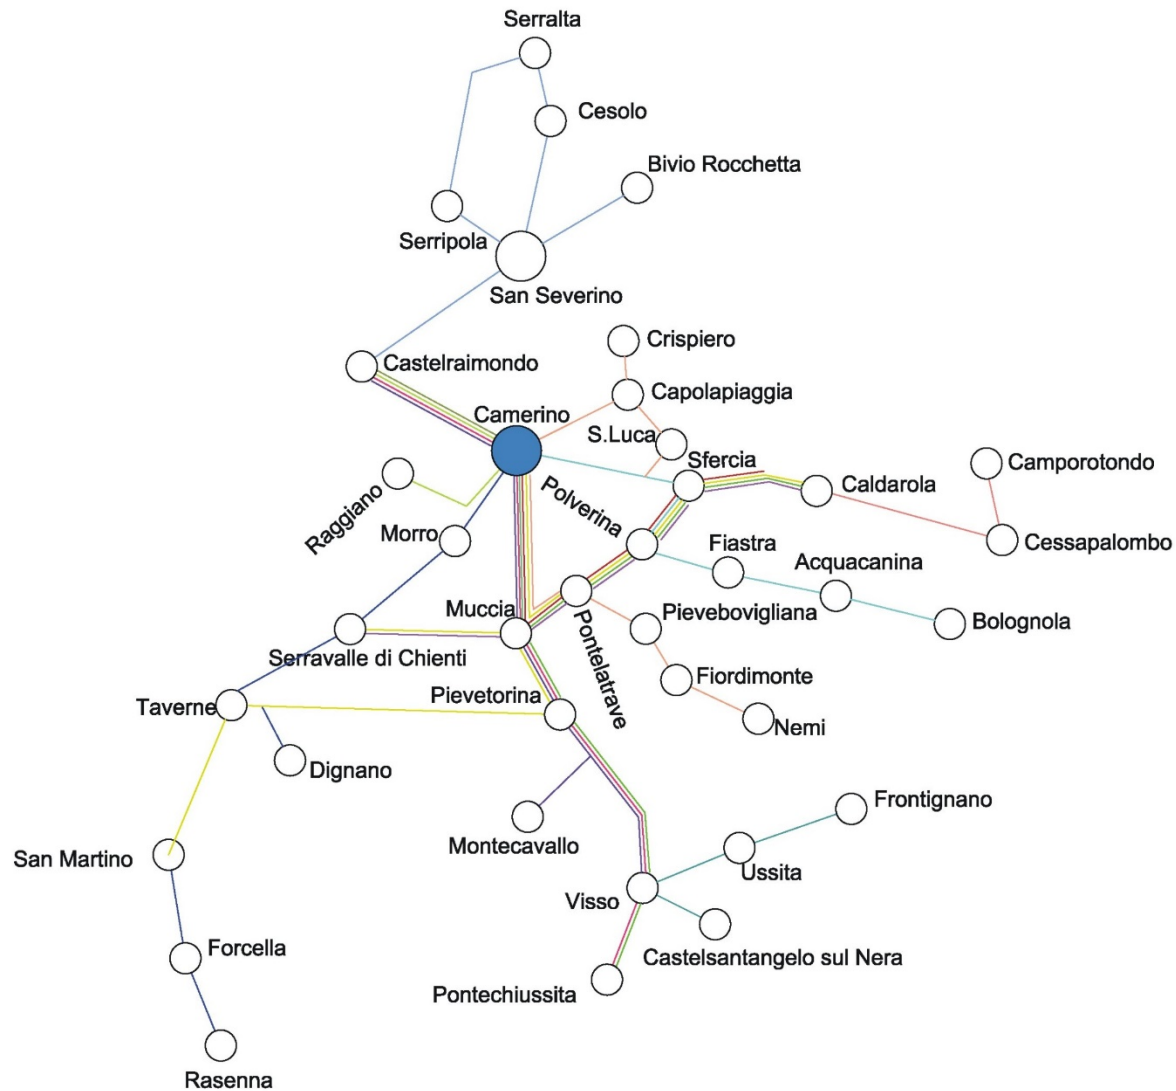 Serralta
Cesolo
Bivio Rocchetta
Serripola
San Severino
Crispiero
Castelraimondo
Capolapiaggia
Camerino
S.Luca
Sfercia
Camporotondo
Caldarola
Polverina
Raggiano
Morro
Cessapalombo
Fiastra
Acquacanina
Muccia
Pievebovigliana
Bolognola
Serravalle di Chienti
Pontelatrave
Fiordimonte
Pievetorina
Taverne
Nemi
Dignano
Frontignano
Montecavallo
San Martino
Ussita
Visso
Forcella
Castelsantangelo sul Nera
Pontechiussita
Rasenna